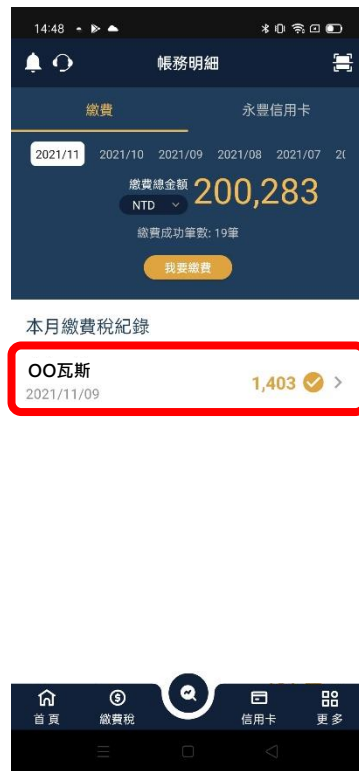 14:48
帳務明細
繳費 永豐信用卡
2021/11 2021/10 2021/09 2021/08 2021/07
繳費總金額
NTD 200,283
繳費成功筆數: 19筆
我要繳費
本月繳費稅紀錄
OO瓦斯
2021/11/09
1,403
首頁 繳費稅 信用卡 更多